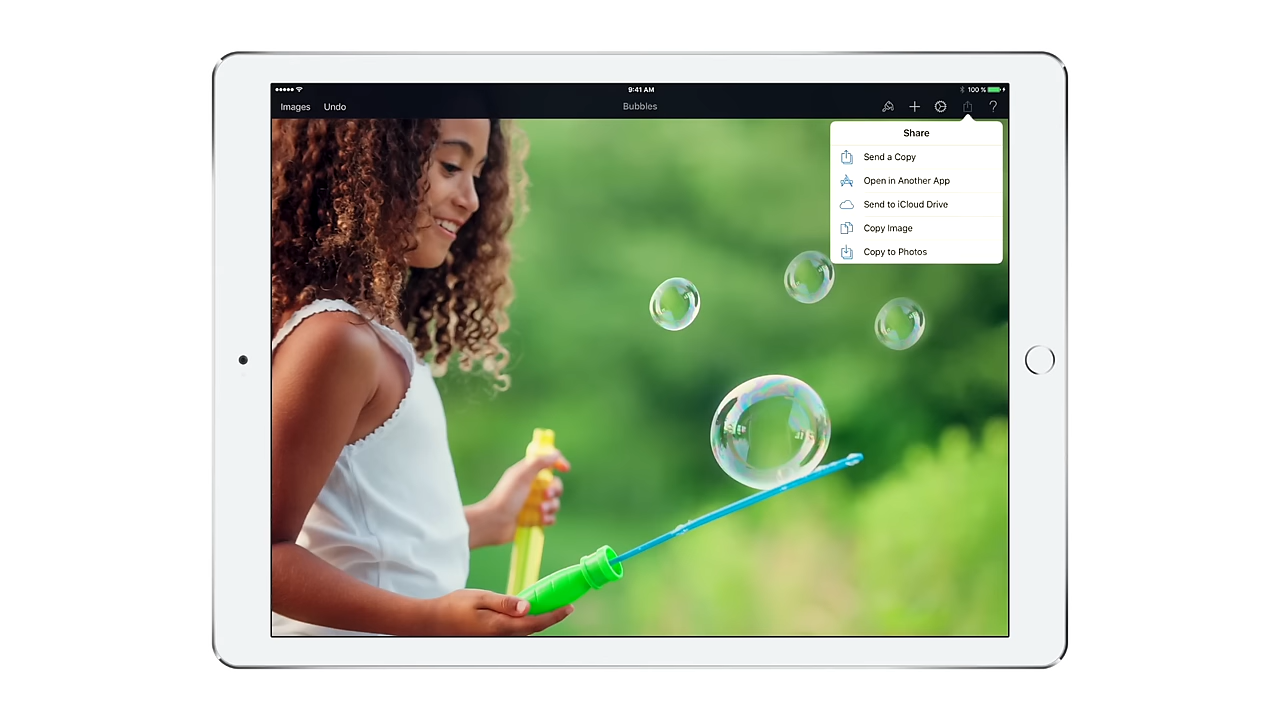 9:41 AM
100 %
Images Undo
Bubbles
?
Share
Send a Copy
Open in Another App
Send to iCloud Drive
Copy Image
Copy to Photos